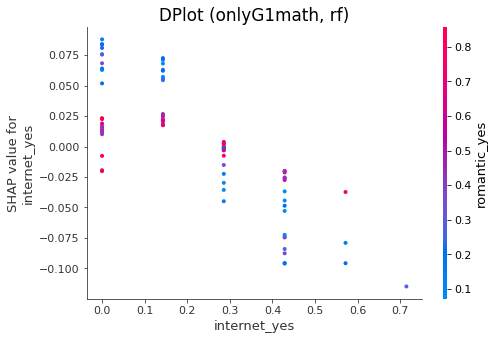 DPlot (onlyG1math, rf)
0.075
0.050
0.025
0.000
−0.025
−0.050
−0.075
−0.100
SHAP value for
internet_yes
0.0 0.1 0.2 0.3 0.4 0.5 0.6 0.7
internet_yes
0.8
0.7
0.6
0.5
0.4
0.3
0.2
0.1
romantic_yes